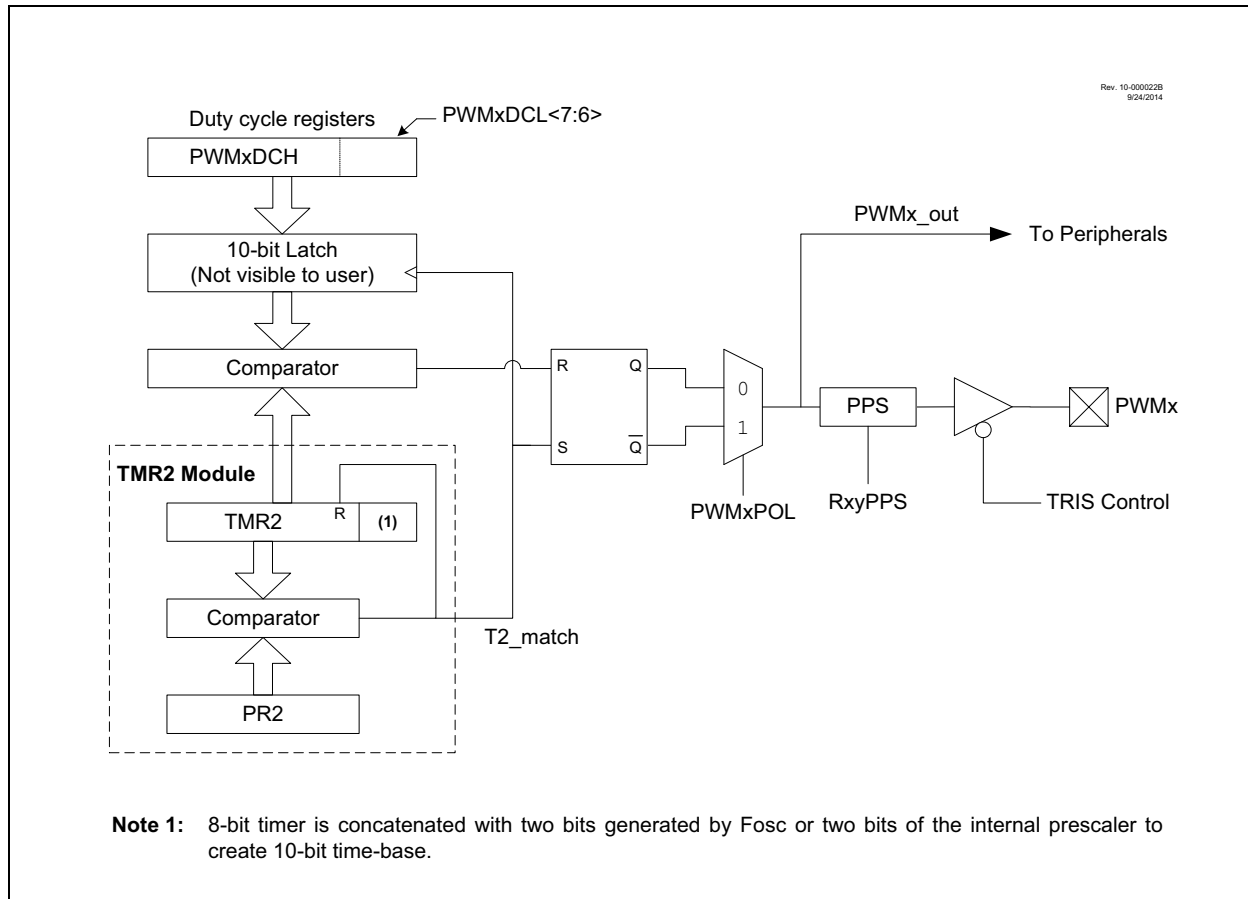 Rev. 10-000022B
9/24/2014
Duty cycle registers
PWMxDCL<7:6>
PWMxDCH
10-bit Latch
(Not visible to user)
Comparator
R
Q
S
Q̅
0
1
PWMxPOL
PWMx_out
To Peripherals
PPS
RxyPPS
PWMx
TRIS Control
TMR2 Module
TMR2
R
(1)
Comparator
T2_match
PR2
Note 1: 8-bit timer is concatenated with two bits generated by Fosc or two bits of the internal prescaler to
create 10-bit time-base.